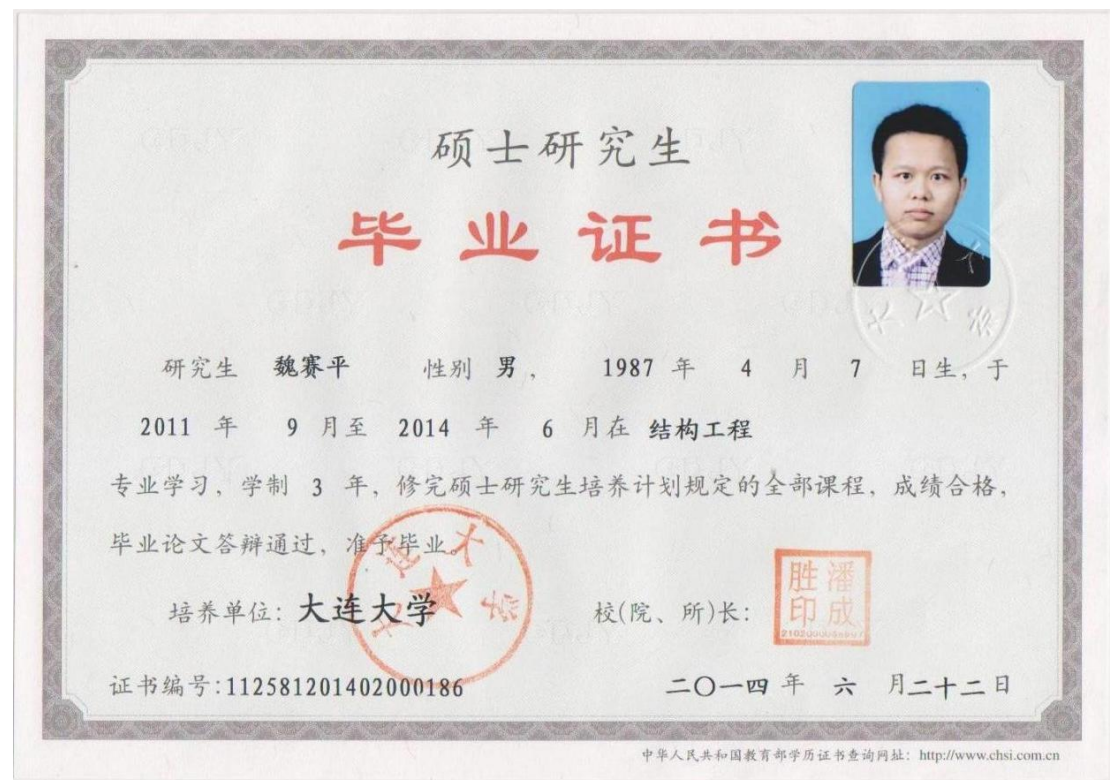 硕士研究生
毕业证书
研究生 魏赛平 性别 男， 1987 年 4 月 7 日生，于
2011 年 9 月至 2014 年 6 月在 结构工程
专业学习，学制 3 年，修完硕士研究生培养计划规定的全部课程，成绩合格，
毕业论文答辩通过，准予毕业。
大连大学
培养单位：大连大学 校(院、所)长：
潘成胜印
证书编号:112581201402000186 二〇一四 年 六 月二十二日
中华人民共和国教育部学历证书查询网址：http://www.chsi.com.cn